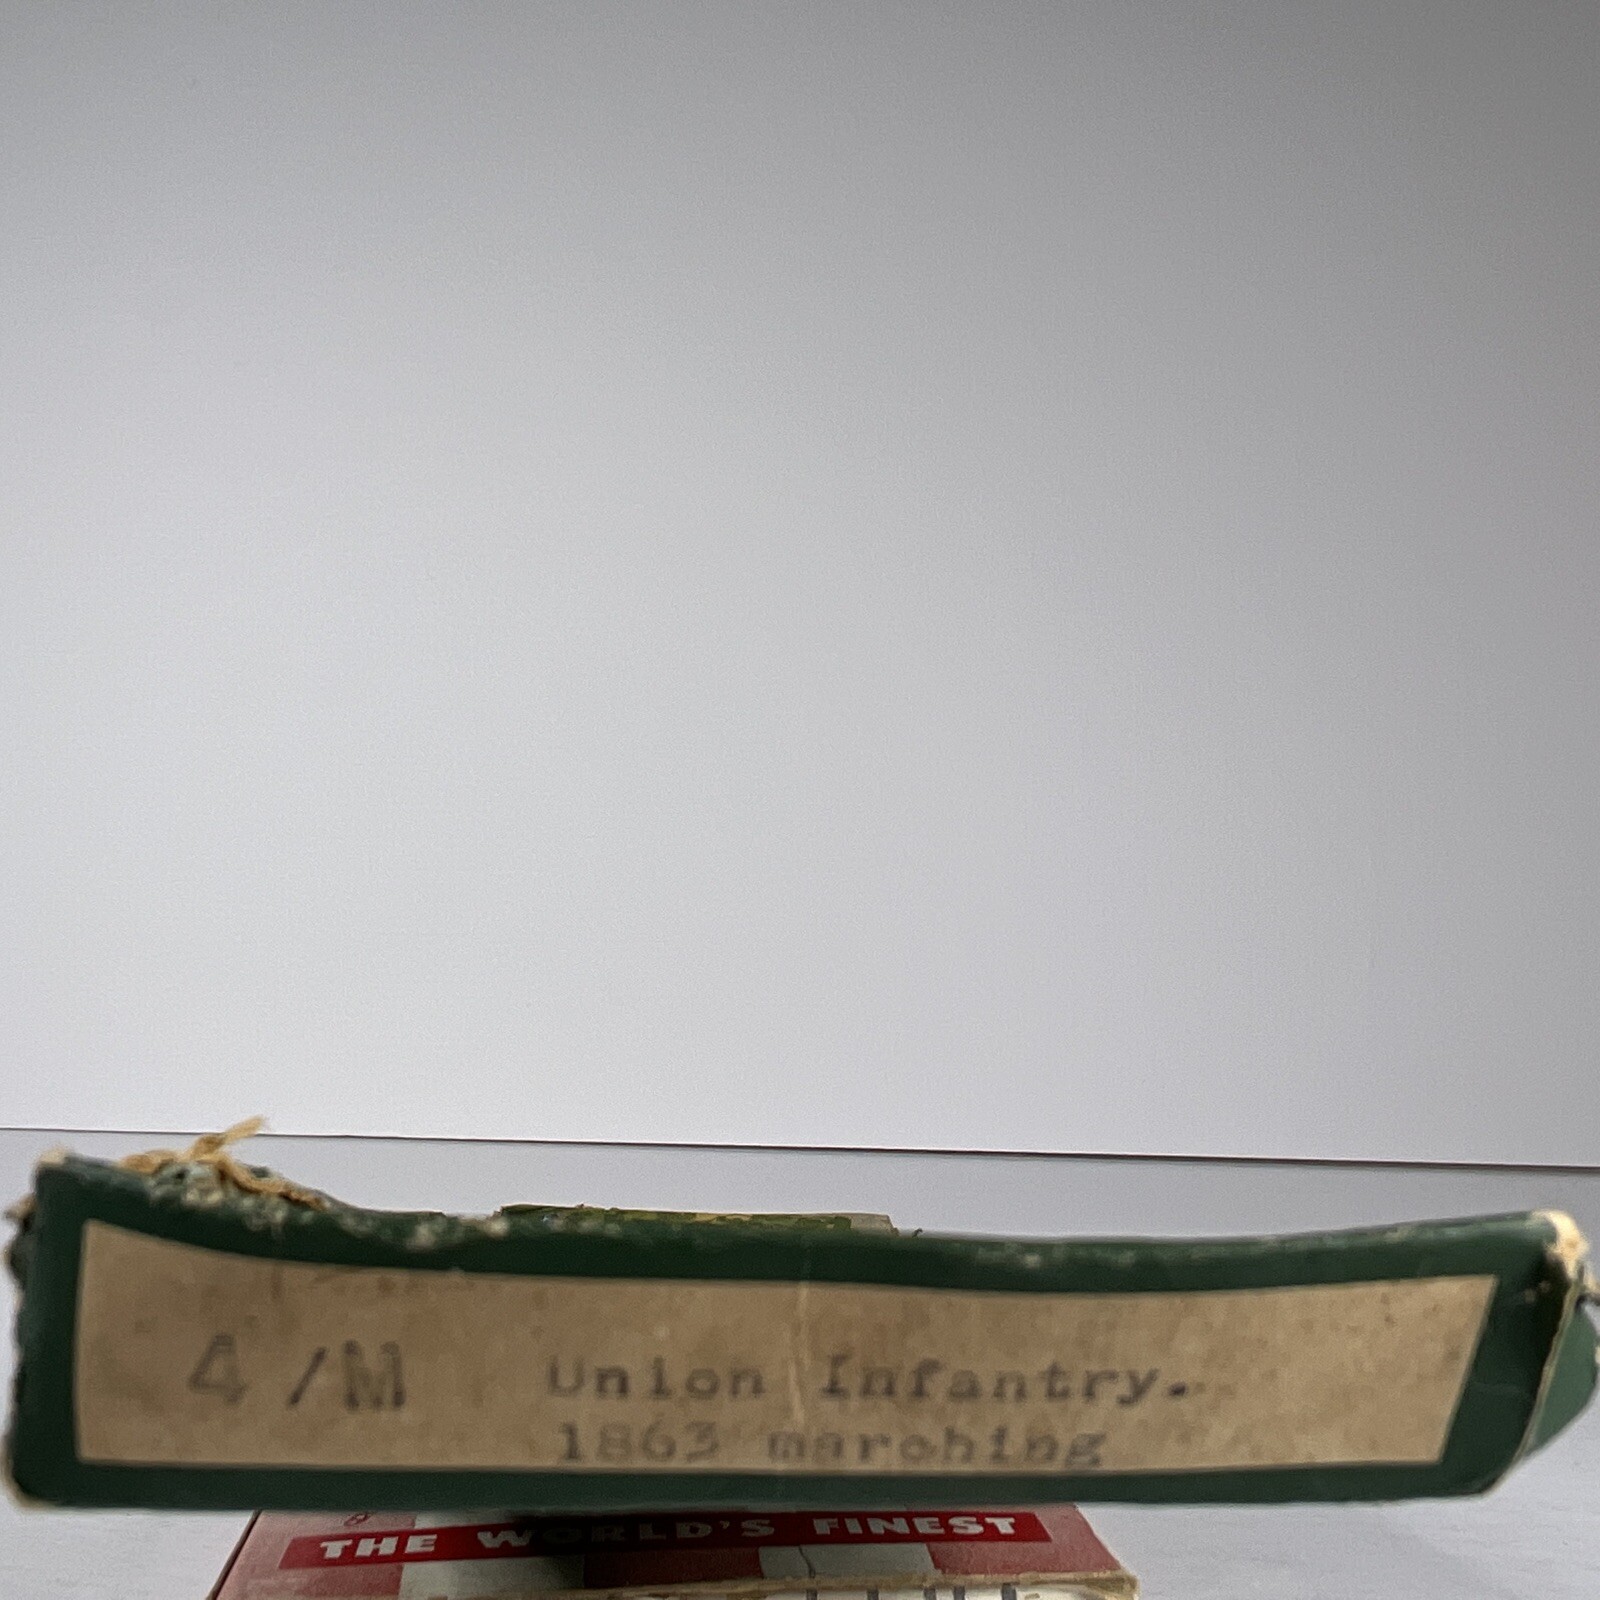 4/M Union Infantry.
1863 marching
THE WORLD'S FINEST